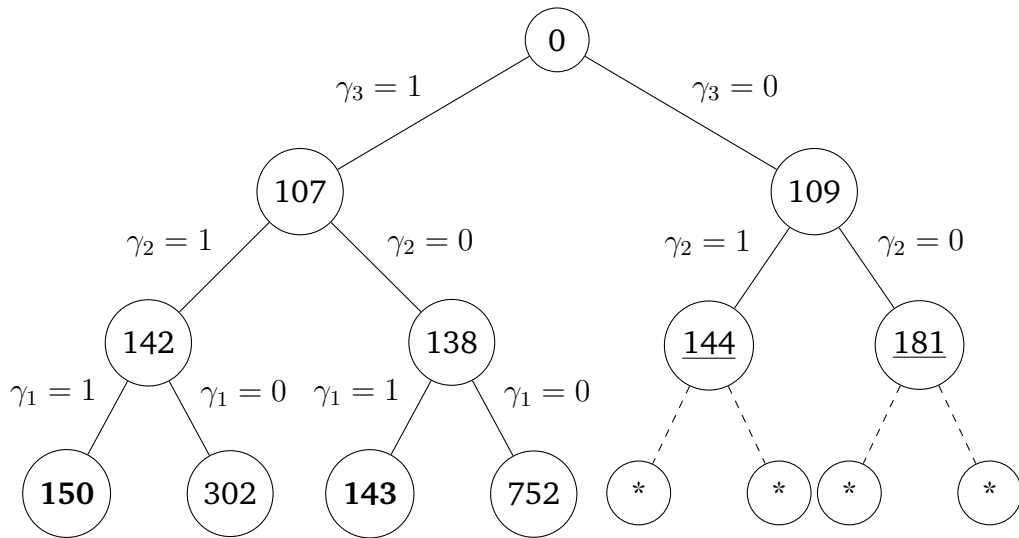 0
γ₃ = 1
γ₃ = 0
107
109
γ₂ = 1
γ₂ = 0
γ₂ = 1
γ₂ = 0
142
138
144
181
γ₁ = 1
γ₁ = 0
γ₁ = 1
γ₁ = 0
150
302
143
752
*
*
*
*